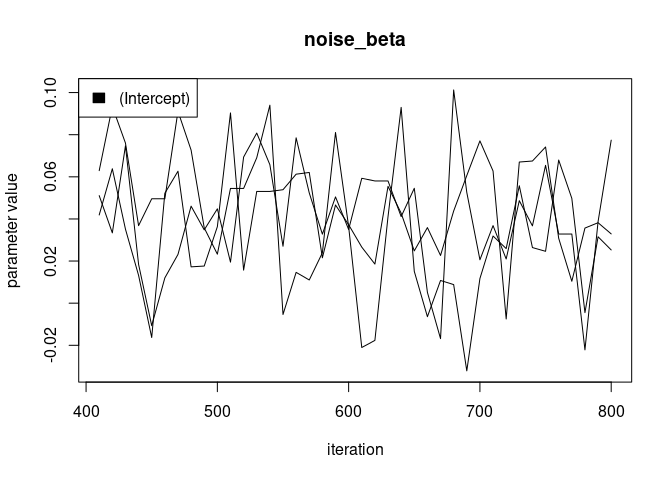 noise_beta
(Intercept)
parameter value
0.10
0.06
0.02
-0.02
400 500 600 700 800
iteration